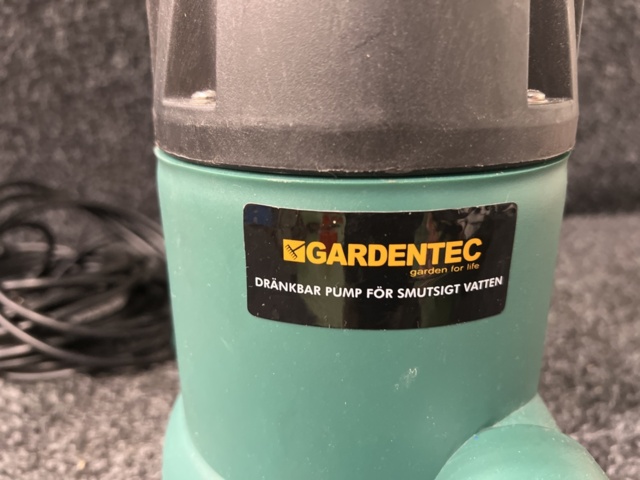 GARDENTEC
garden for life
DRÄNKBAR PUMP FÖR SMUTSIGT VATTEN